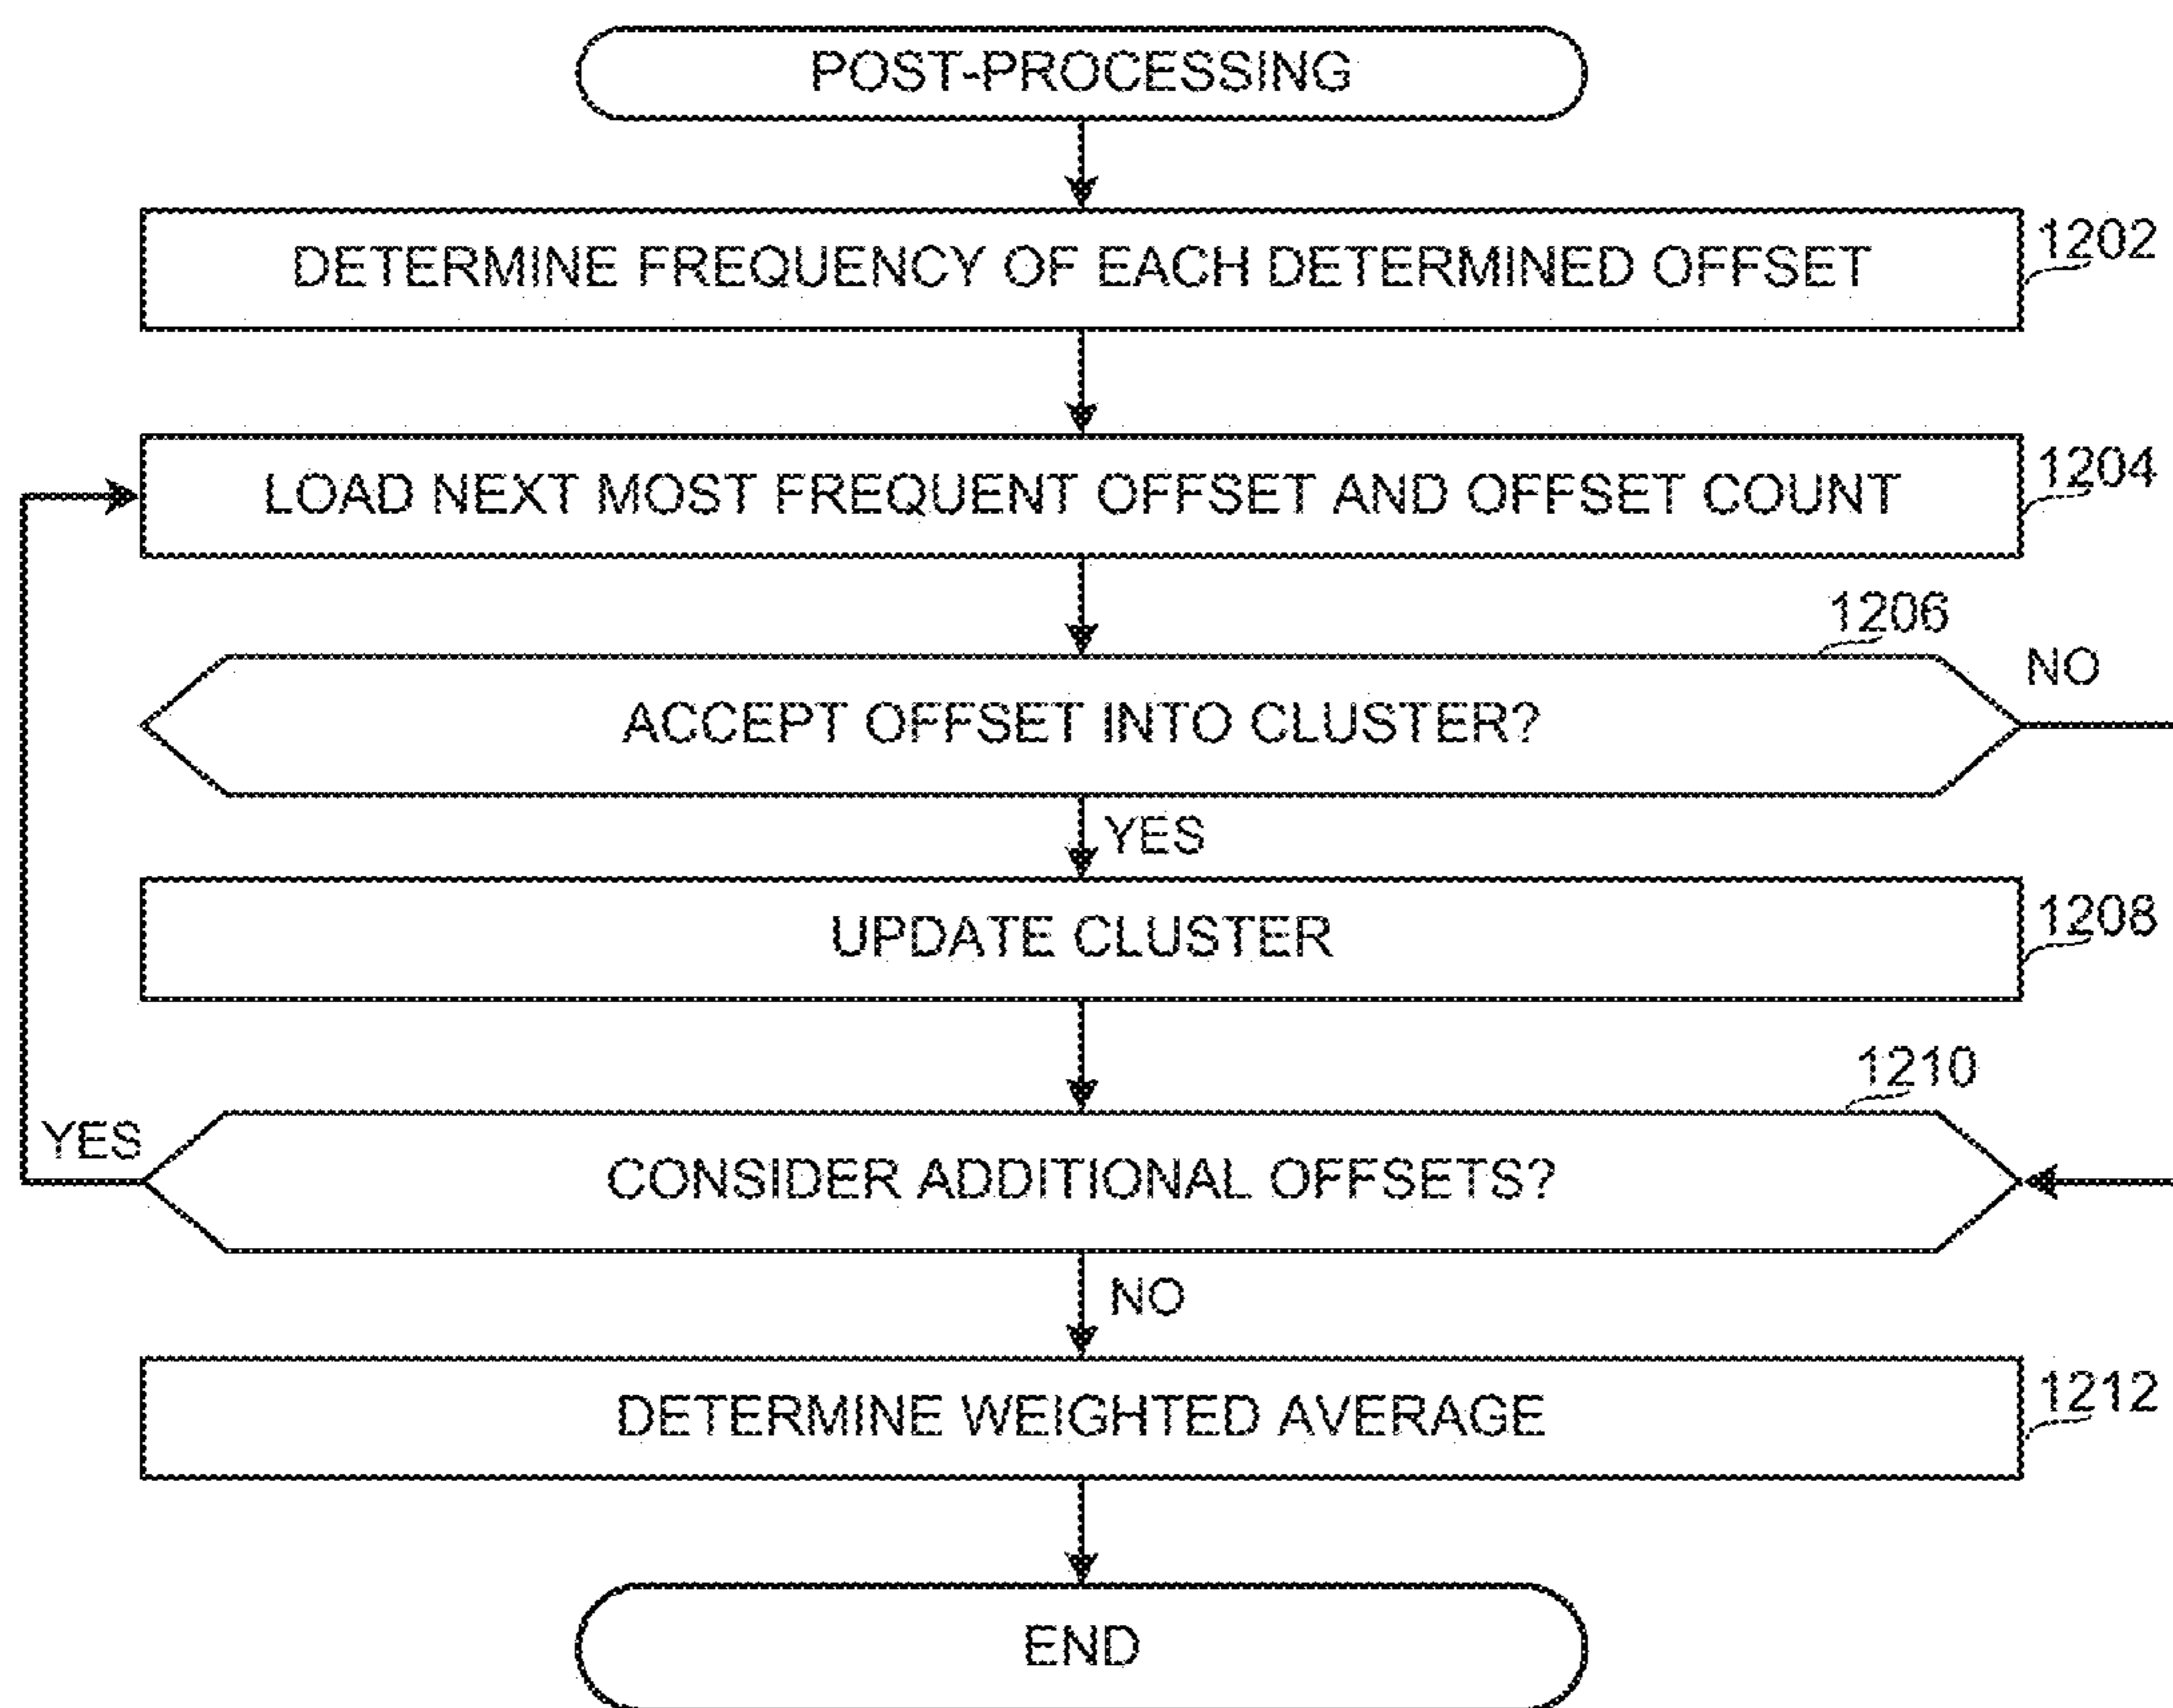 POST-PROCESSING
DETERMINE FREQUENCY OF EACH DETERMINED OFFSET
1202
LOAD NEXT MOST FREQUENT OFFSET AND OFFSET COUNT
1204
1206
ACCEPT OFFSET INTO CLUSTER?
NO
YES
UPDATE CLUSTER
1208
1210
YES
CONSIDER ADDITIONAL OFFSETS?
NO
DETERMINE WEIGHTED AVERAGE
1212
END